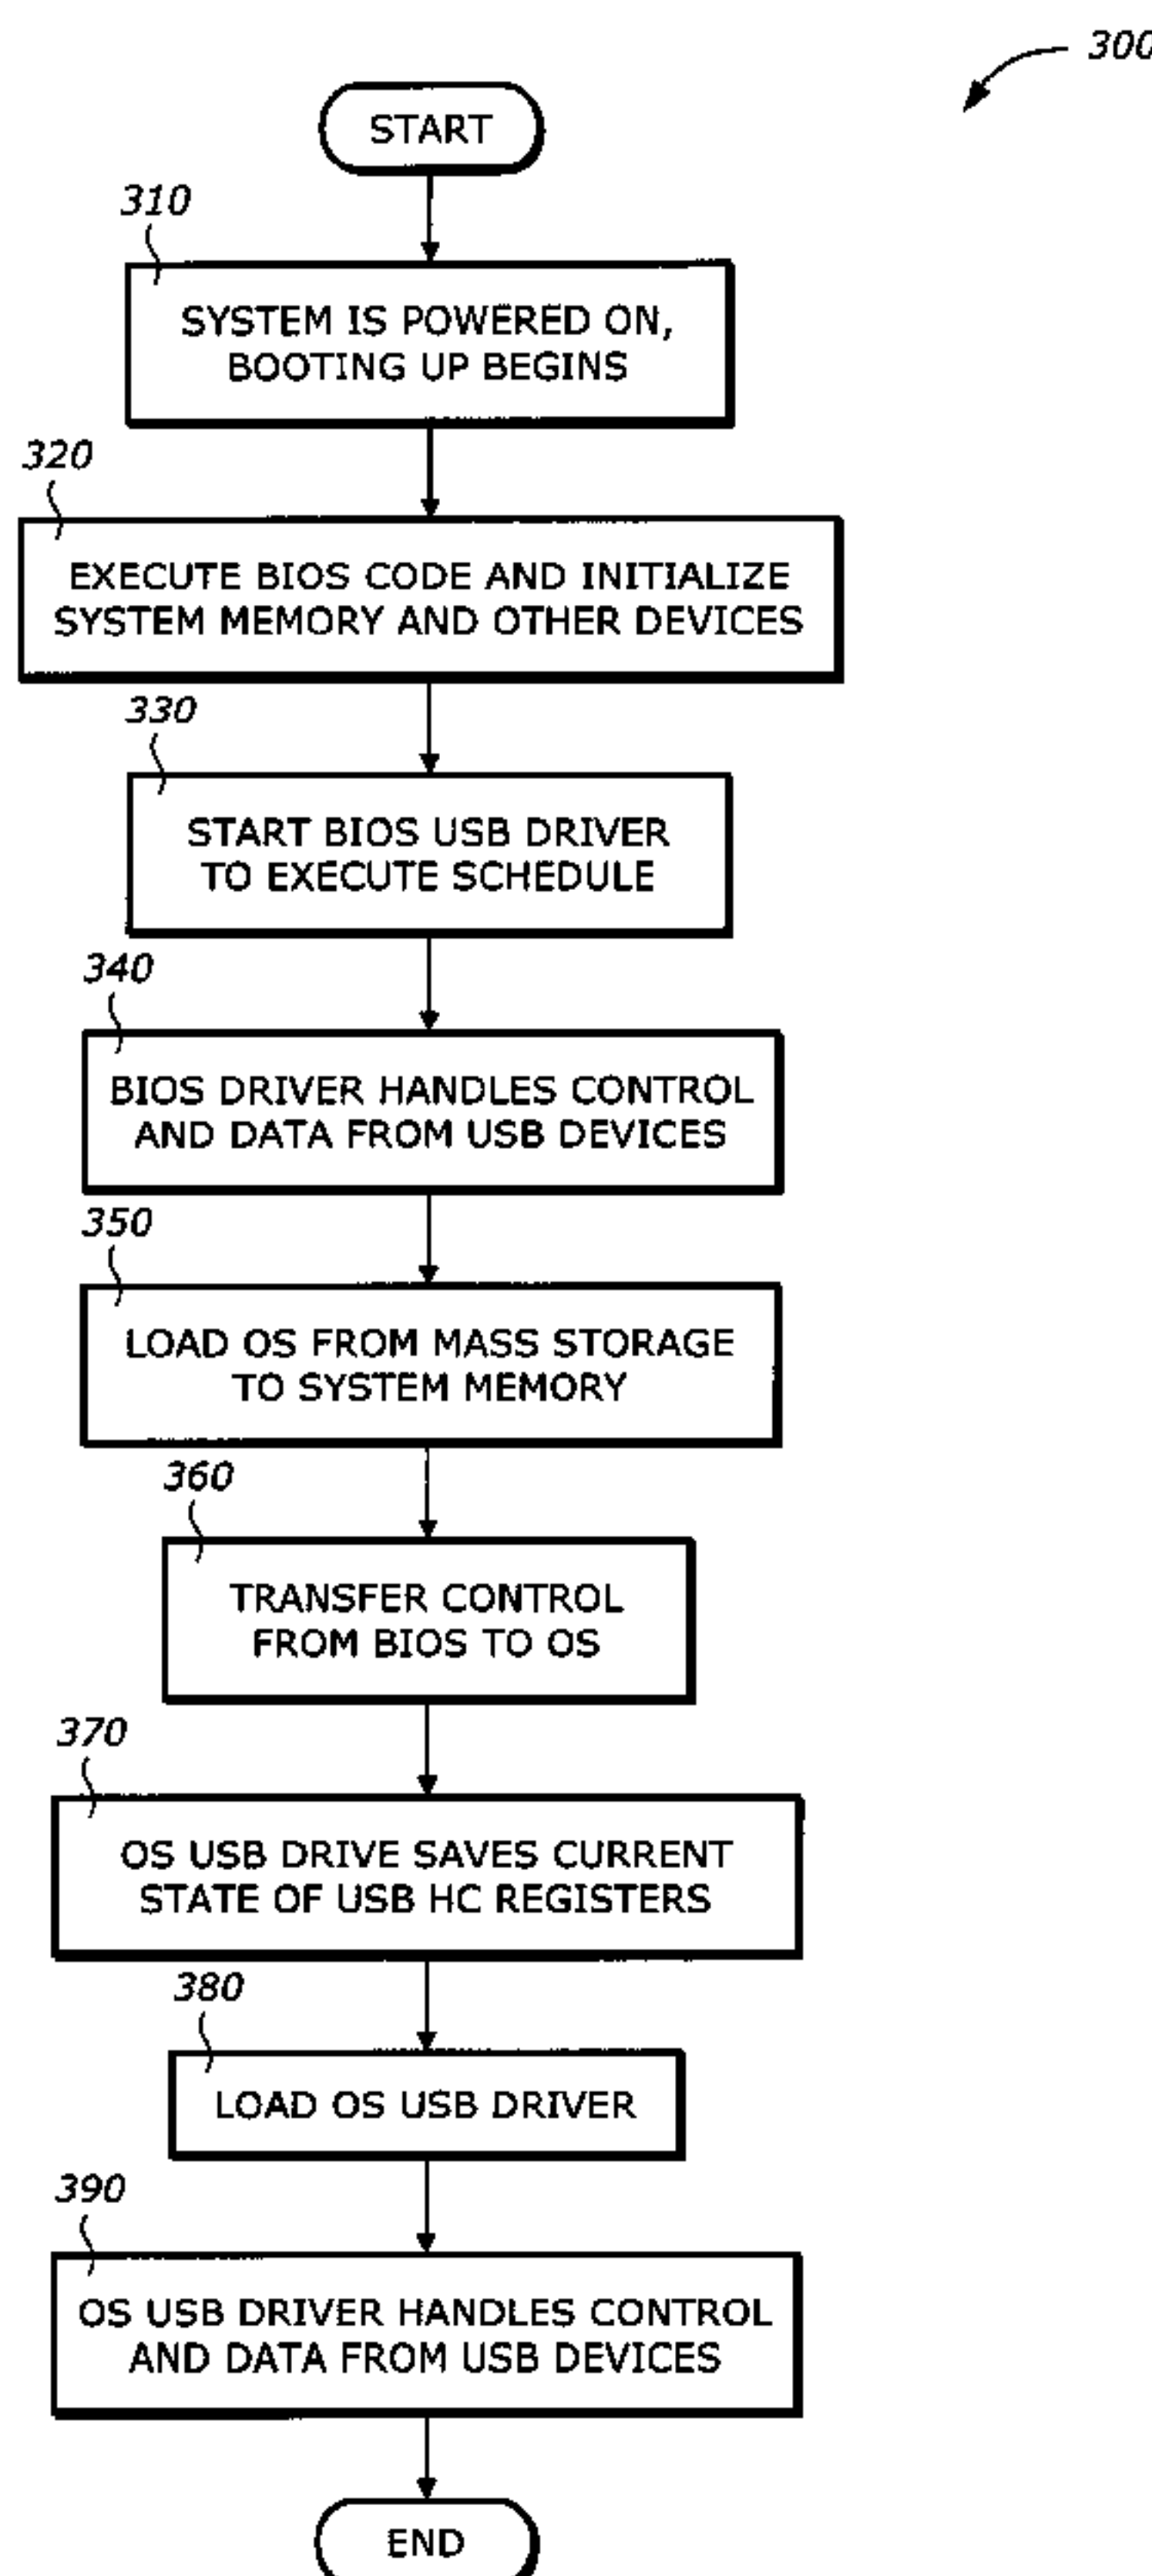 300
START
310
SYSTEM IS POWERED ON,
BOOTING UP BEGINS
320
EXECUTE BIOS CODE AND INITIALIZE
SYSTEM MEMORY AND OTHER DEVICES
330
START BIOS USB DRIVER
TO EXECUTE SCHEDULE
340
BIOS DRIVER HANDLES CONTROL
AND DATA FROM USB DEVICES
350
LOAD OS FROM MASS STORAGE
TO SYSTEM MEMORY
360
TRANSFER CONTROL
FROM BIOS TO OS
370
OS USB DRIVE SAVES CURRENT
STATE OF USB HC REGISTERS
380
LOAD OS USB DRIVER
390
OS USB DRIVER HANDLES CONTROL
AND DATA FROM USB DEVICES
END